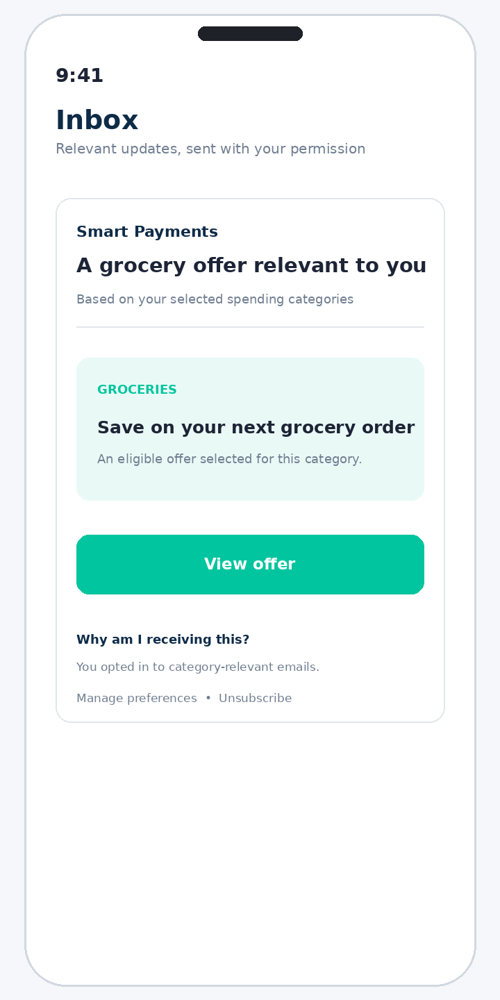 9:41
Inbox
Relevant updates, sent with your permission
Smart Payments
A grocery offer relevant to you
Based on your selected spending categories
GROCERIES
Save on your next grocery order
An eligible offer selected for this category.
View offer
Why am I receiving this?
You opted in to category-relevant emails.
Manage preferences • Unsubscribe